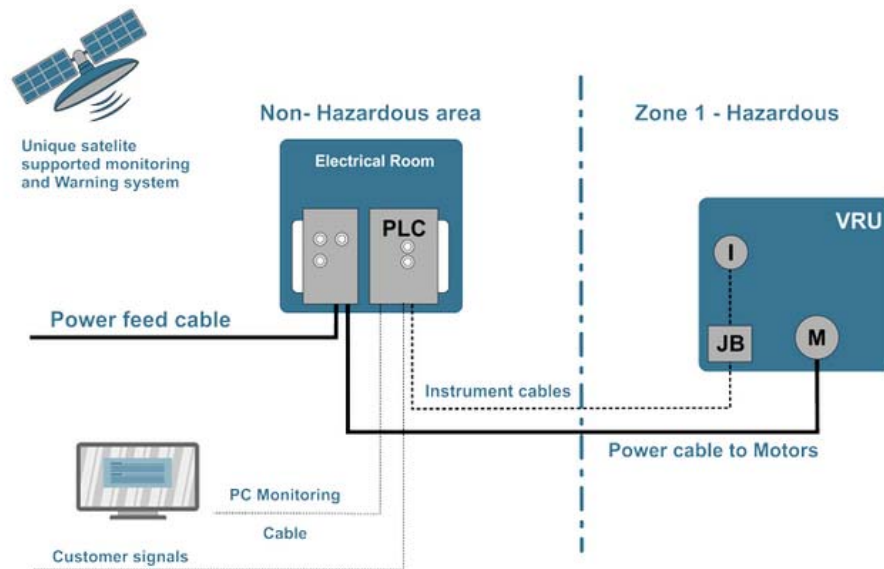 Unique satelite
supported monitoring
and Warning system
Non- Hazardous area
Electrical Room
PLC
Zone 1 - Hazardous
VRU
I
JB
M
Power feed cable
Instrument cables
Power cable to Motors
PC Monitoring
Cable
Customer signals